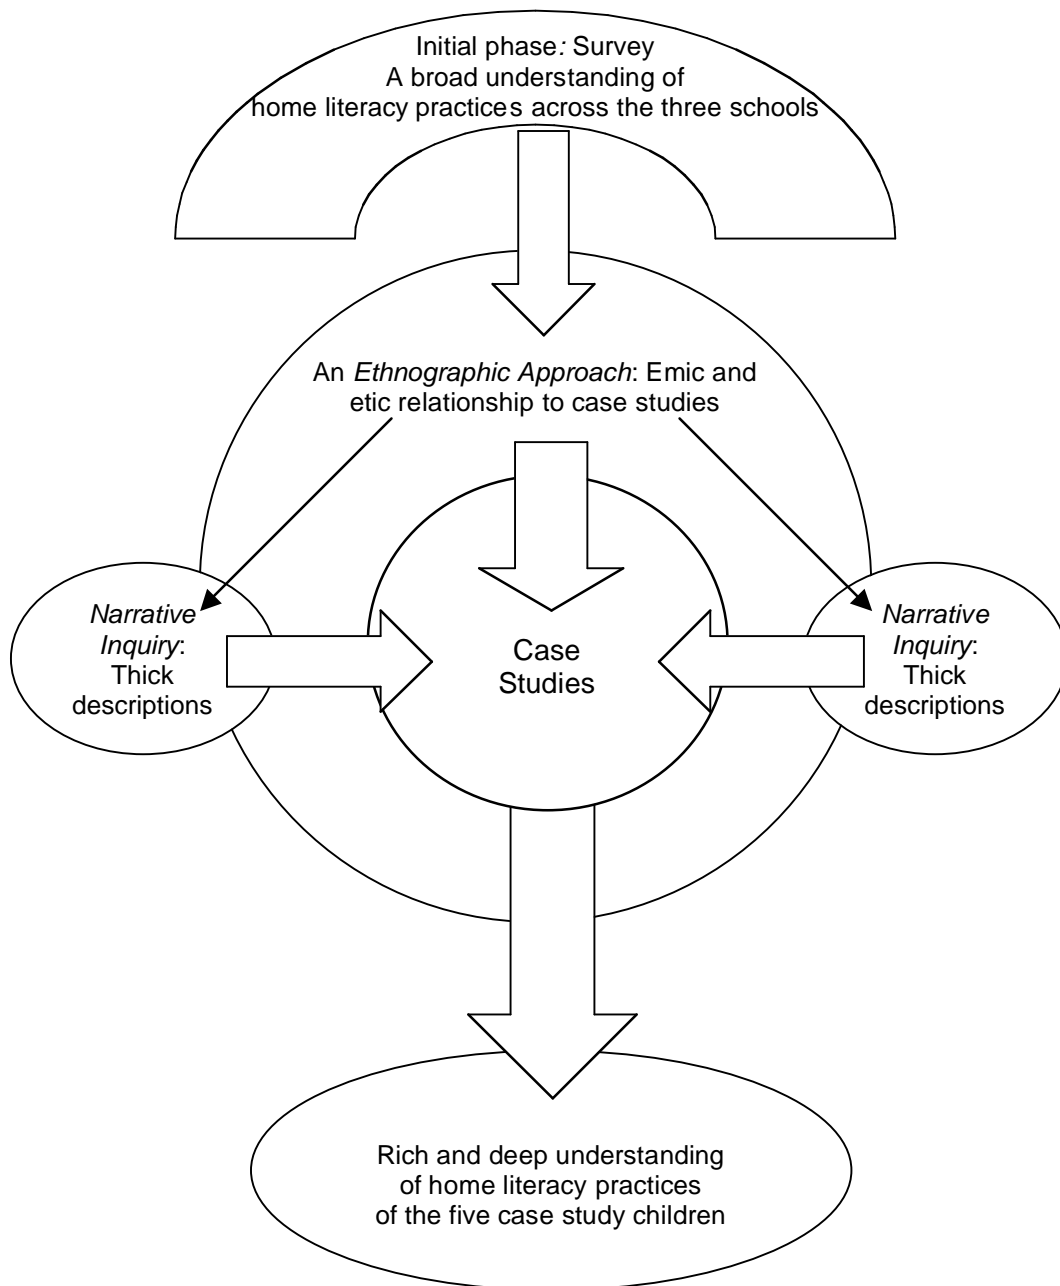 Initial phase: Survey
A broad understanding of
home literacy practices across the three schools
An Ethnographic Approach: Emic and
etic relationship to case studies
Narrative
Inquiry:
Thick
descriptions
Case
Studies
Narrative
Inquiry:
Thick
descriptions
Rich and deep understanding
of home literacy practices
of the five case study children